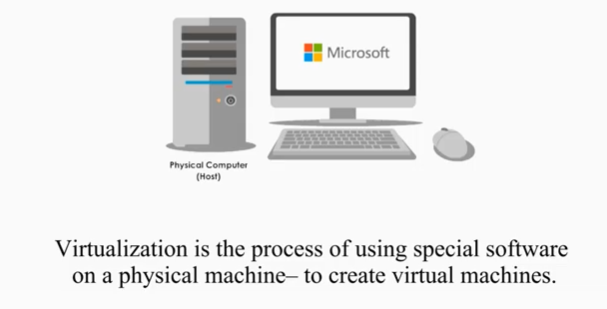 Microsoft
Physical Computer
(Host)
Virtualization is the process of using special software
on a physical machine– to create virtual machines.